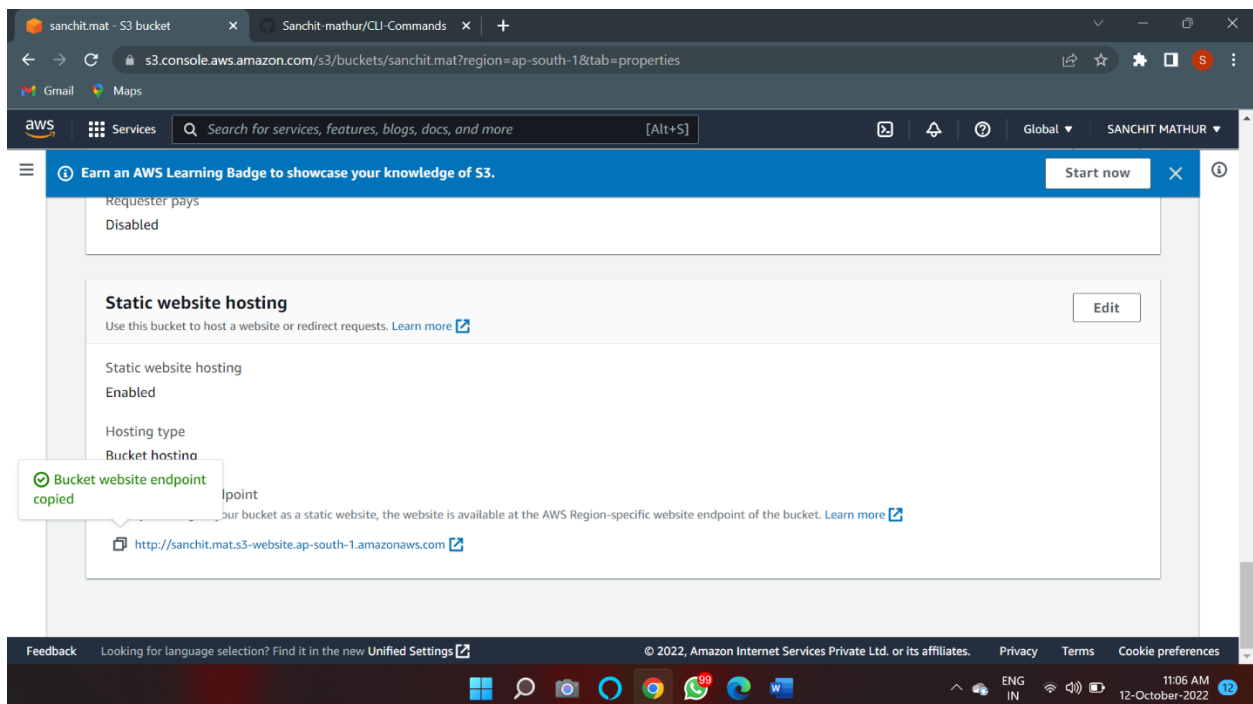 sanchit.mat - S3 bucket
Sanchit-mathur/CLI-Commands
s3.console.aws.amazon.com/s3/buckets/sanchit.mat?region=ap-south-1&tab=properties
S
Gmail
Maps
aws
Services
Search for services, features, blogs, docs, and more
[Alt+S]
Global
SANCHIT MATHUR
Earn an AWS Learning Badge to showcase your knowledge of S3.
Start now
Requester pays
Disabled
Static website hosting
Edit
Use this bucket to host a website or redirect requests. Learn more
Static website hosting
Enabled
Hosting type
Bucket hosting
Bucket website endpoint
copied
your bucket as a static website, the website is available at the AWS Region-specific website endpoint of the bucket. Learn more
http://sanchit.mat.s3-website.ap-south-1.amazonaws.com
Feedback
Looking for language selection? Find it in the new Unified Settings
© 2022, Amazon Internet Services Private Ltd. or its affiliates.
Privacy
Terms
Cookie preferences
99
W
ENG
IN
11:06 AM
12-October-2022
12